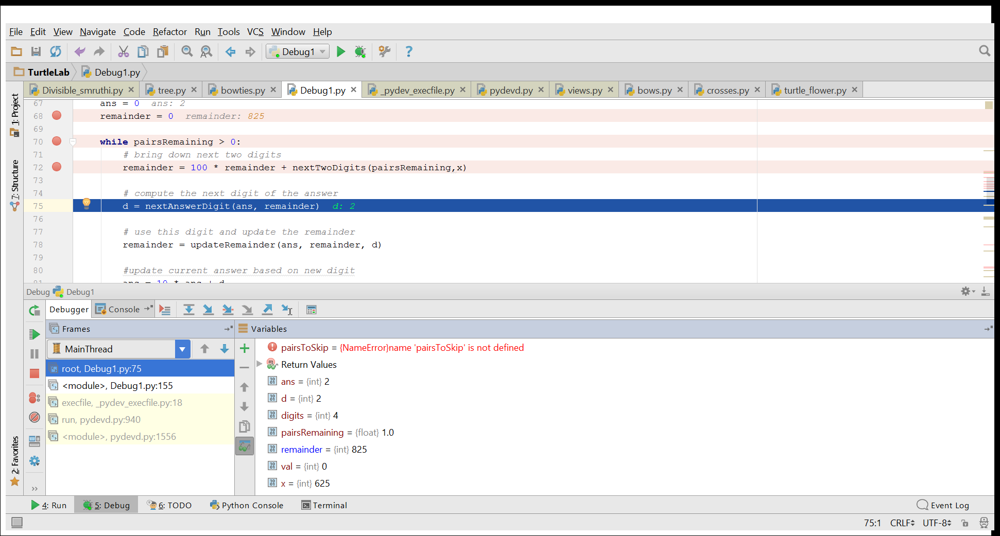 File Edit View Navigate Code Refactor Run Tools VCS Window Help
Debug1
TurtleLab Debug1.py
Divisible_smruthi.py tree.py bowties.py Debug1.py _pydev_execfile.py pydevd.py views.py bows.py crosses.py turtle_flower.py
1: Project
7: Structure
2: Favorites
67 ans = 0 ans: 2
68 remainder = 0 remainder: 825
69
70 while pairsRemaining > 0:
71 # bring down next two digits
72 remainder = 100 * remainder + nextTwoDigits(pairsRemaining,x)
73
74 # compute the next digit of the answer
75 d = nextAnswerDigit(ans, remainder) d: 2
76
77 # use this digit and update the remainder
78 remainder = updateRemainder(ans, remainder, d)
79
80 #update current answer based on new digit
81 ans = 10 * ans + d
Debug Debug1
Debugger Console
Frames
Variables
MainThread
root, Debug1.py:75
<module>, Debug1.py:155
execfile, _pydev_execfile.py:18
run, pydevd.py:940
<module>, pydevd.py:1556
pairsToSkip = {NameError}name 'pairsToSkip' is not defined
Return Values
ans = {int} 2
d = {int} 2
digits = {int} 4
pairsRemaining = {float} 1.0
remainder = {int} 825
val = {int} 0
x = {int} 625
4: Run 5: Debug 6: TODO Python Console Terminal Event Log
75:1 CRLF UTF-8